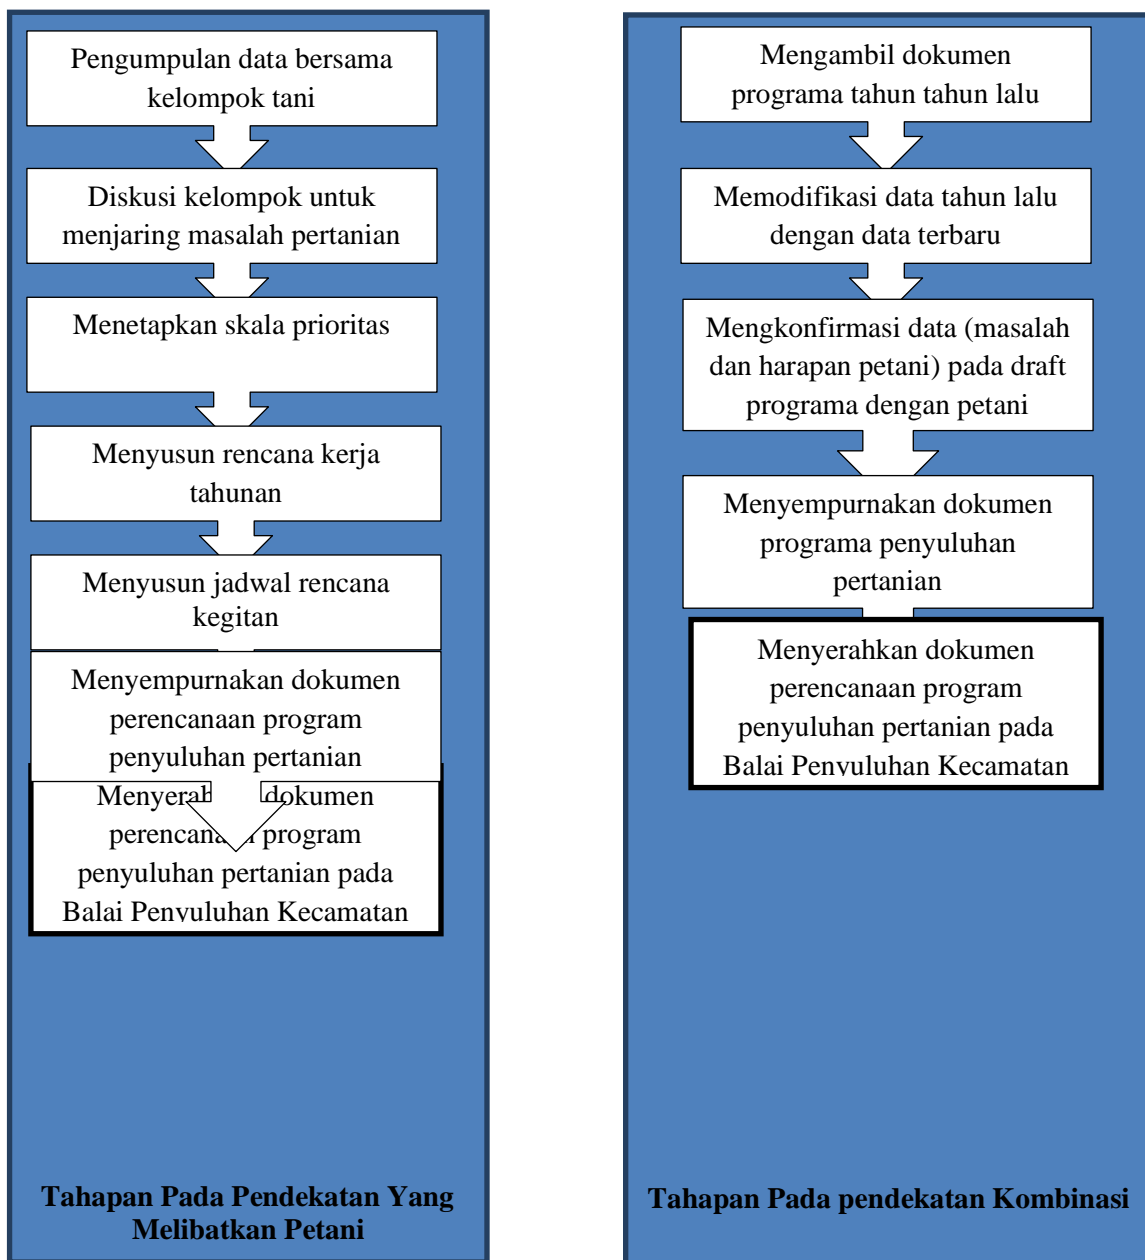 Pengumpulan data bersama
kelompok tani
Diskusi kelompok untuk
menjaring masalah pertanian
Menetapkan skala prioritas
Menyusun rencana kerja
tahunan
Menyusun jadwal rencana
kegitan
Menyempurnakan dokumen
perencanaan program
penyuluhan pertanian
dokumen
program
penyuluhan pertanian pada
Balai Penyuluhan Kecamatan
Tahapan Pada Pendekatan Yang
Melibatkan Petani
Mengambil dokumen
programa tahun tahun lalu
Memodifikasi data tahun lalu
dengan data terbaru
Mengkonfirmasi data (masalah
dan harapan petani) pada draft
programa dengan petani
Menyempurnakan dokumen
programa penyuluhan
pertanian
Menyerahkan dokumen
perencanaan program
penyuluhan pertanian pada
Balai Penyuluhan Kecamatan
Tahapan Pada pendekatan Kombinasi